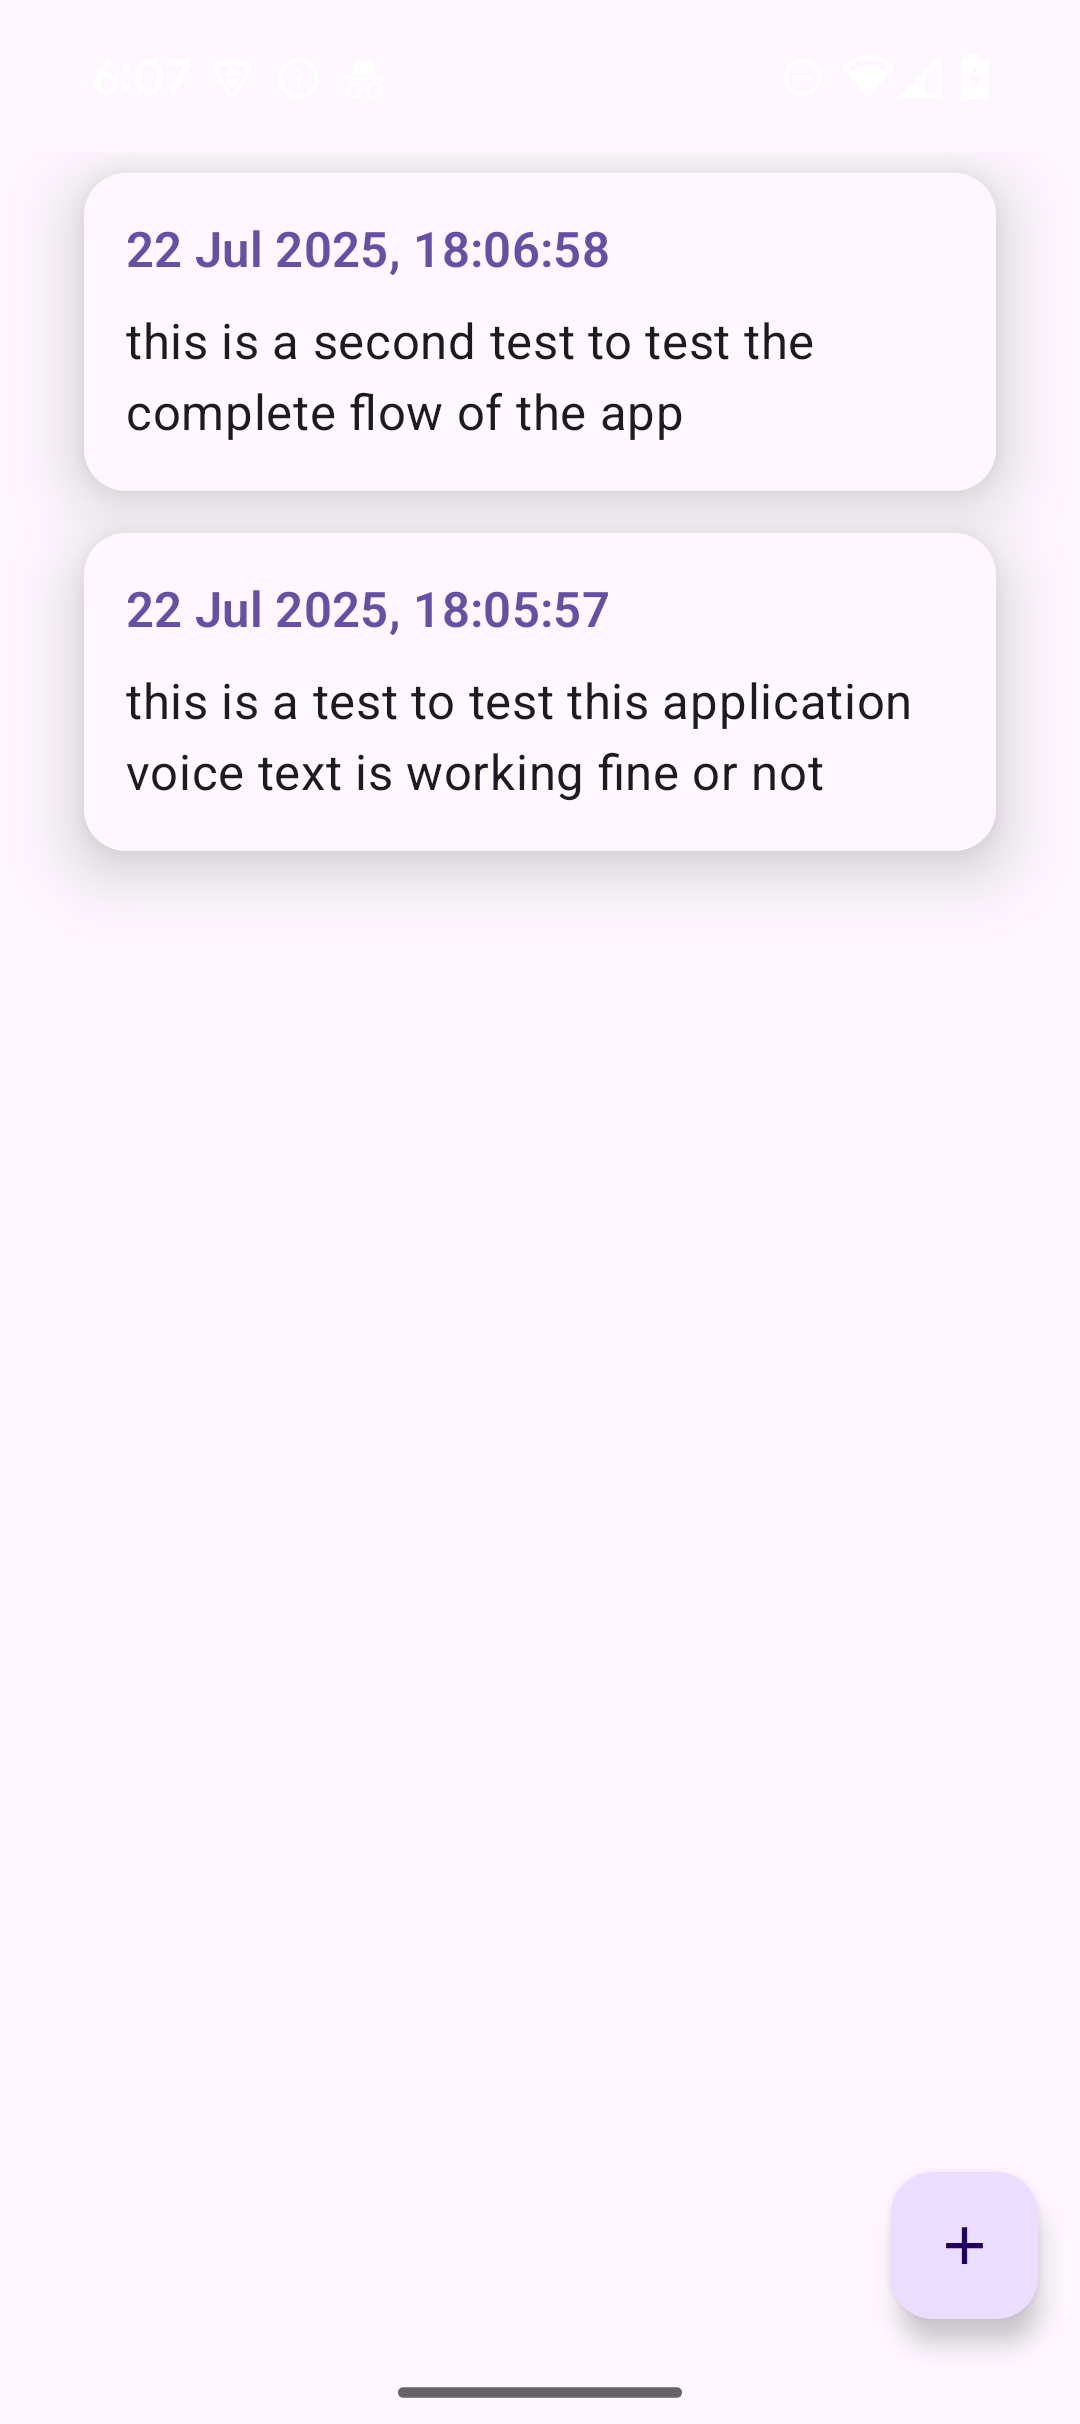 6:07
22 Jul 2025, 18:06:58
this is a second test to test the
complete flow of the app
22 Jul 2025, 18:05:57
this is a test to test this application
voice text is working fine or not